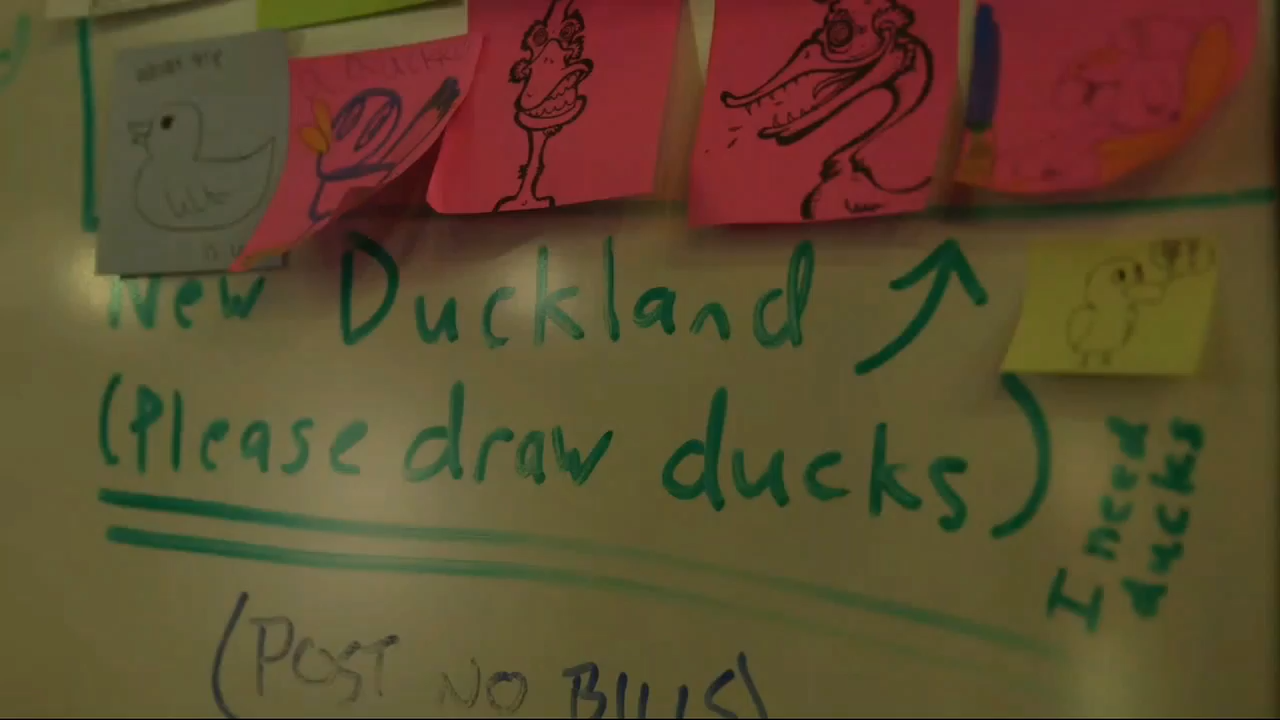 New Duckland
(Please draw ducks)
I need
ducks
(POST NO BILLS)